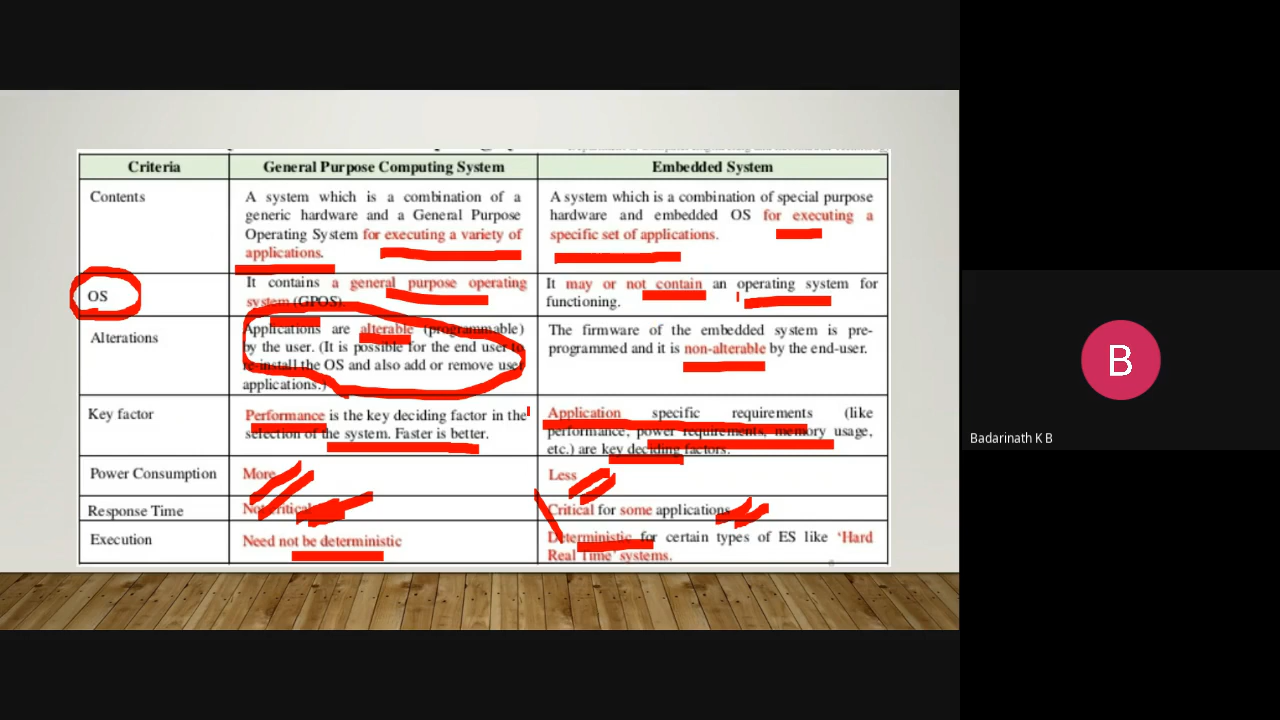 Criteria General Purpose Computing System Embedded System
Contents
A system which is a combination of a
generic hardware and a General Purpose
Operating System for executing a variety of
applications.
A system which is a combination of special purpose
hardware and embedded OS for executing a
specific set of applications.
OS
It contains a general purpose operating
system (GPOS).
It may or not contain an operating system for
functioning.
Alterations
Applications are alterable (programmable)
by the user. (It is possible for the end user to
re-install the OS and also add or remove user
applications.)
The firmware of the embedded system is pre-
programmed and it is non-alterable by the end-user.
Key factor
Performance is the key deciding factor in the
selection of the system. Faster is better.
Application specific requirements (like
performance, power requirements, memory usage,
etc.) are key deciding factors.
Power Consumption More Less
Response Time Not critical Critical for some applications
Execution Need not be deterministic
Deterministic for certain types of ES like ‘Hard
Real Time’ systems.
B
Badarinath K B